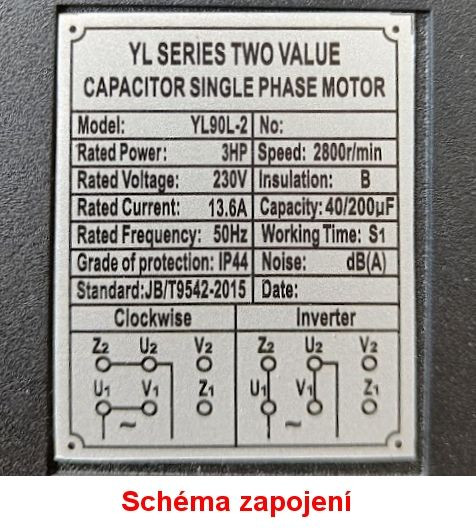 YL SERIES TWO VALUE
CAPACITOR SINGLE PHASE MOTOR
Model: YL90L-2 No:
Rated Power: 3HP Speed: 2800r/min
Rated Voltage: 230V Insulation: B
Rated Current: 13.6A Capacity: 40/200μF
Rated Frequency: 50Hz Working Time: S1
Grade of protection: IP44 Noise: dB(A)
Standard:JB/T9542-2015 Date:
Clockwise Inverter
Z2 U2 V2 Z2 U2 V2
U1 V1 Z1 U1 V1 Z1
~ ~
Schéma zapojení